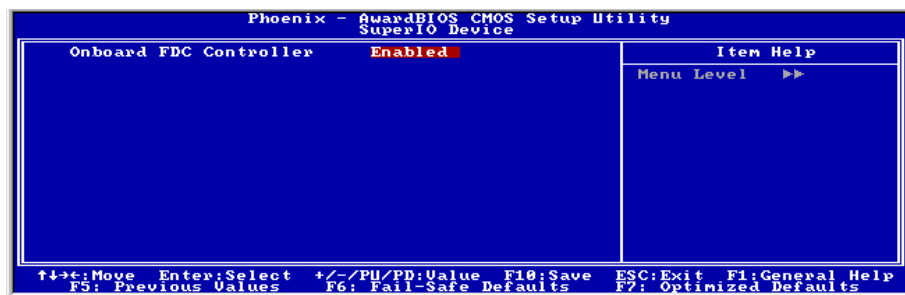 Phoenix - AwardBIOS CMOS Setup Utility
SuperIO Device
Onboard FDC Controller Enabled
Item Help
Menu Level ▶▶
↑↓→←:Move Enter:Select +/-/PU/PD:Value F10:Save ESC:Exit F1:General Help
F5: Previous Values F6: Fail-Safe Defaults F7: Optimized Defaults